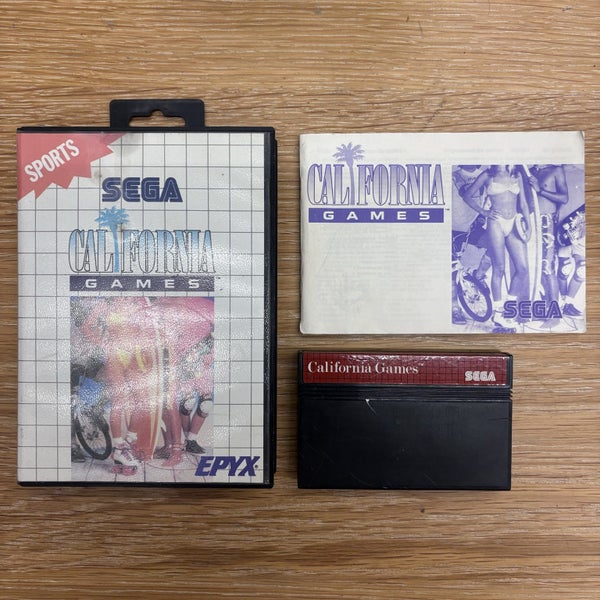 SPORTS
SEGA
CALIFORNIA
GAMES
EPYX
CALIFORNIA
GAMES
SEGA
California Games
SEGA